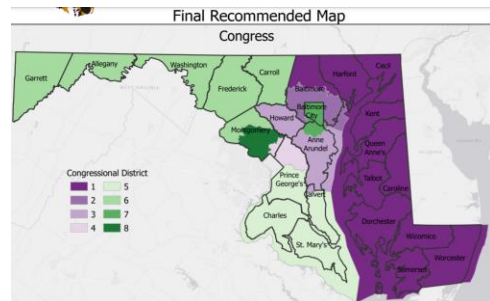 Final Recommended Map
Congress
Garrett
Allegany
Washington
Frederick
Carroll
Baltimore
Harford
Cecil
Baltimore
City
Howard
Montgomery
Anne
Arundel
Kent
Queen
Anne's
Talbot
Caroline
Prince
George's
Calvert
Charles
St. Mary's
Dorchester
Wicomico
Somerset
Worcester
Congressional District
1 5
2 6
3 7
4 8